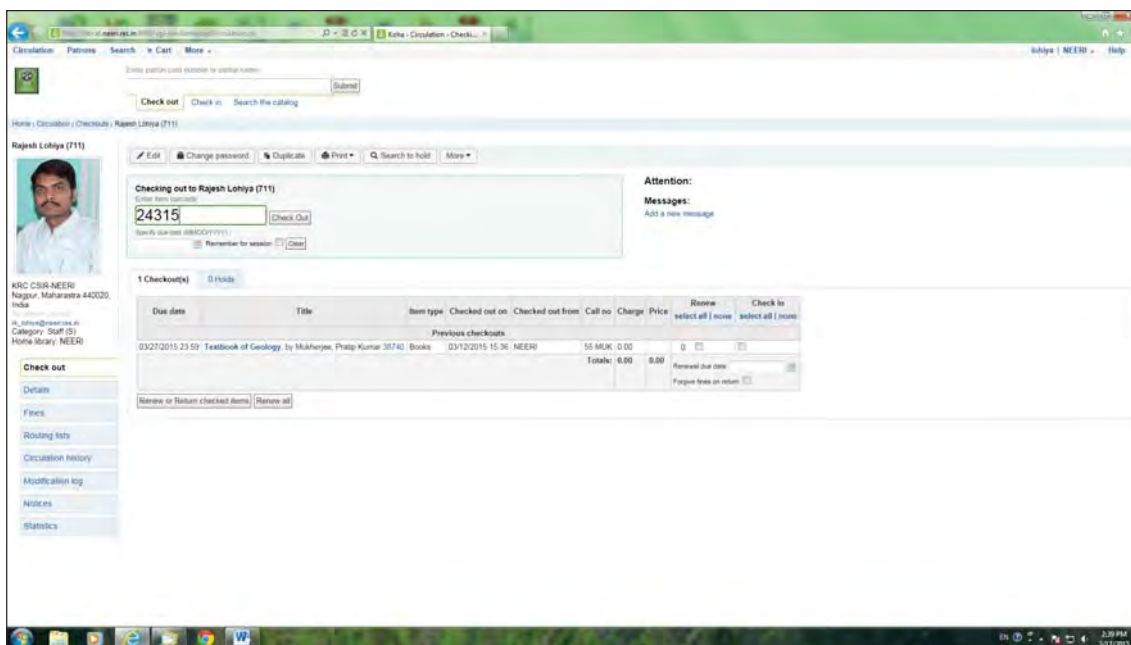 Koha › Circulation › Checki...
Circulation Patrons Search Cart More
lohiya | NEERI Help
Enter patron card number or partial name:
Submit
Check out Check in Search the catalog
Home › Circulation › Checkouts › Rajesh Lohiya (711)
Rajesh Lohiya (711)
Edit Change password Duplicate Print Search to hold More
Checking out to Rajesh Lohiya (711)
Enter item barcode:
24315 Check Out
Specify due date (MM/DD/YYYY):
Remember for session: Clear
Attention:
Messages:
Add a new message
KRC CSIR-NEERI
Nagpur, Maharastra 440020,
India
Category: Staff (S)
Home library: NEERI
1 Checkout(s) 0 Holds
Due date Title Item type Checked out on Checked out from Call no Charge Price Renew select all | none Check in select all | none
Previous checkouts
03/27/2015 23:59 Textbook of Geology, by Mukherjee, Pratip Kumar 38740 Books 03/12/2015 15:36 NEERI 55 MUK 0.00 0
Totals: 0.00 0.00
Renewal due date:
Forgive fines on return:
Renew or Return checked items Renew all
Check out
Details
Fines
Routing lists
Circulation history
Modification log
Notices
Statistics
EN
2:39 PM